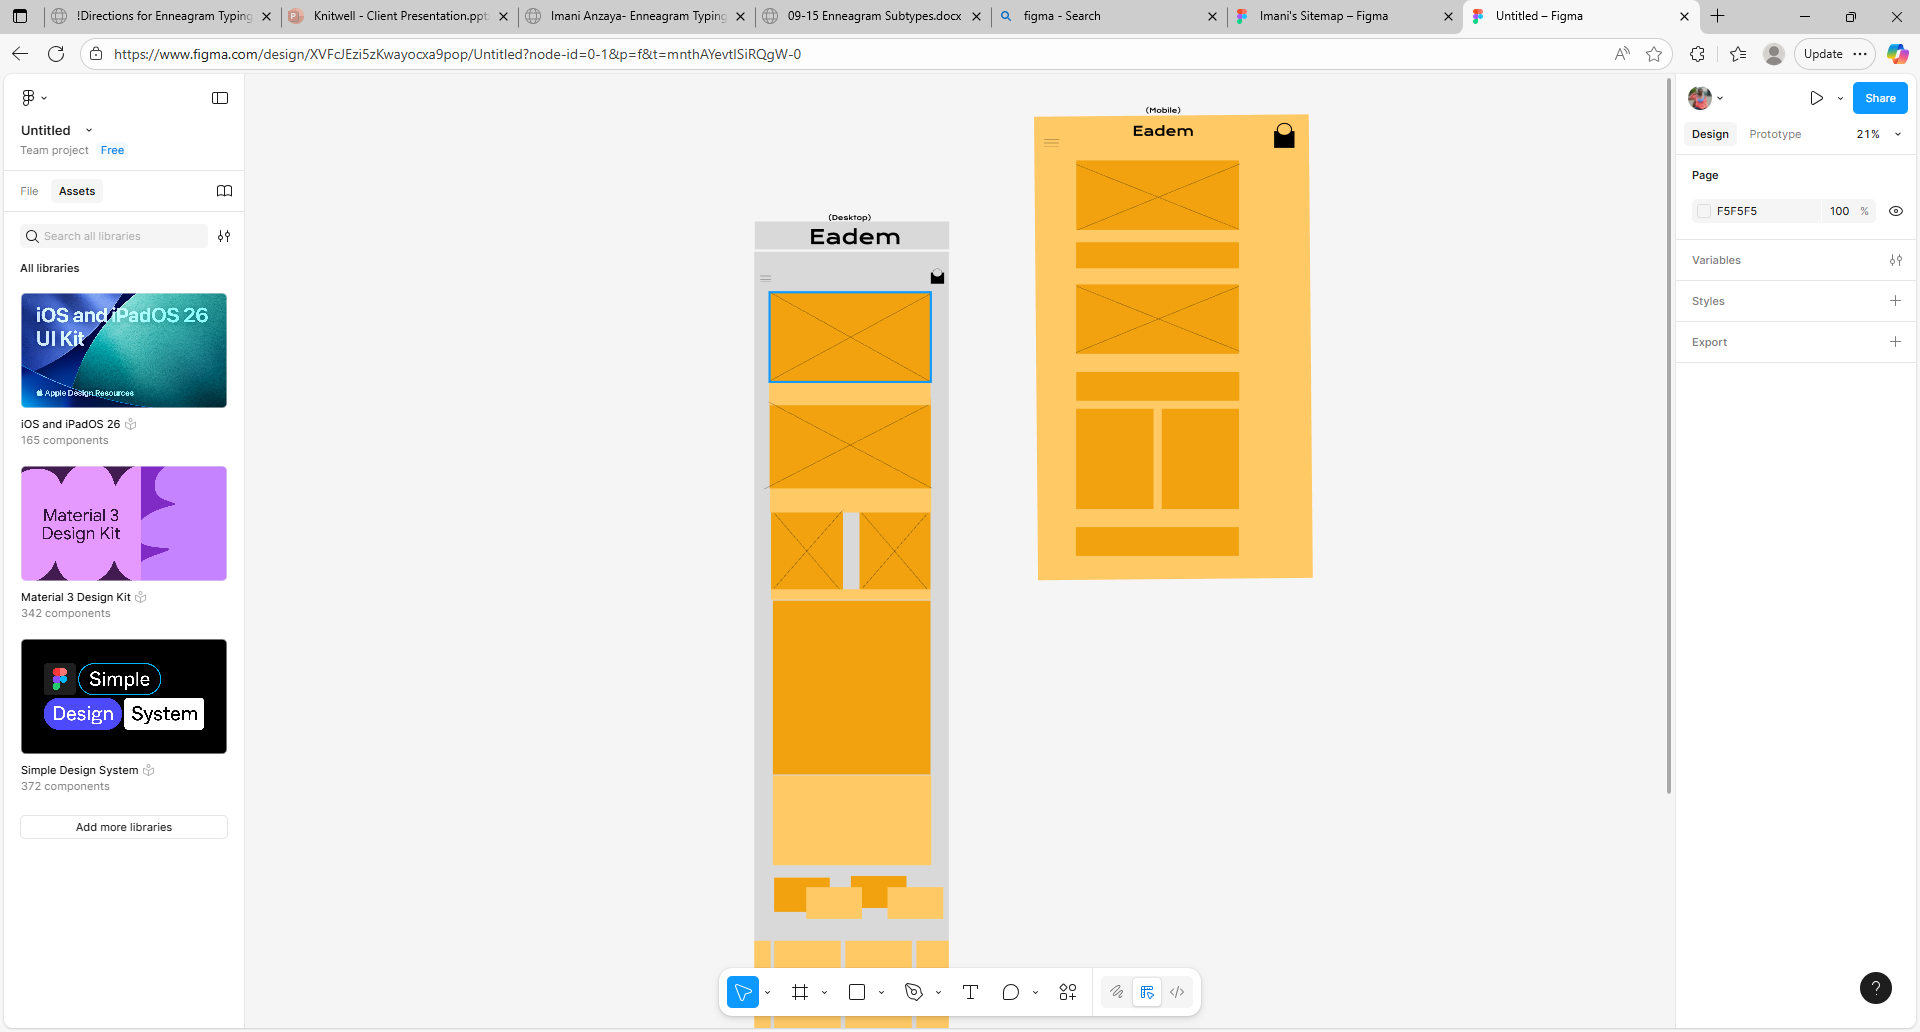 !Directions for Enneagram Typing
Knitwell - Client Presentation.ppt
Imani Anzaya- Enneagram Typing
09-15 Enneagram Subtypes.docx
figma - Search
Imani's Sitemap – Figma
Untitled – Figma
https://www.figma.com/design/XVFcJEzi5zKwayocxa9pop/Untitled?node-id=0-1&p=f&t=mnthAYevtISiRQgW-0
Update
Untitled
Team project Free
File Assets
Search all libraries
All libraries
iOS and iPadOS 26
UI Kit
Apple Design Resources
iOS and iPadOS 26
165 components
Material 3
Design Kit
Material 3 Design Kit
342 components
Simple
Design System
Simple Design System
372 components
Add more libraries
(Desktop)
Eadem
(Mobile)
Eadem
Share
Design Prototype 21%
Page
F5F5F5 100 %
Variables
Styles
Export
?